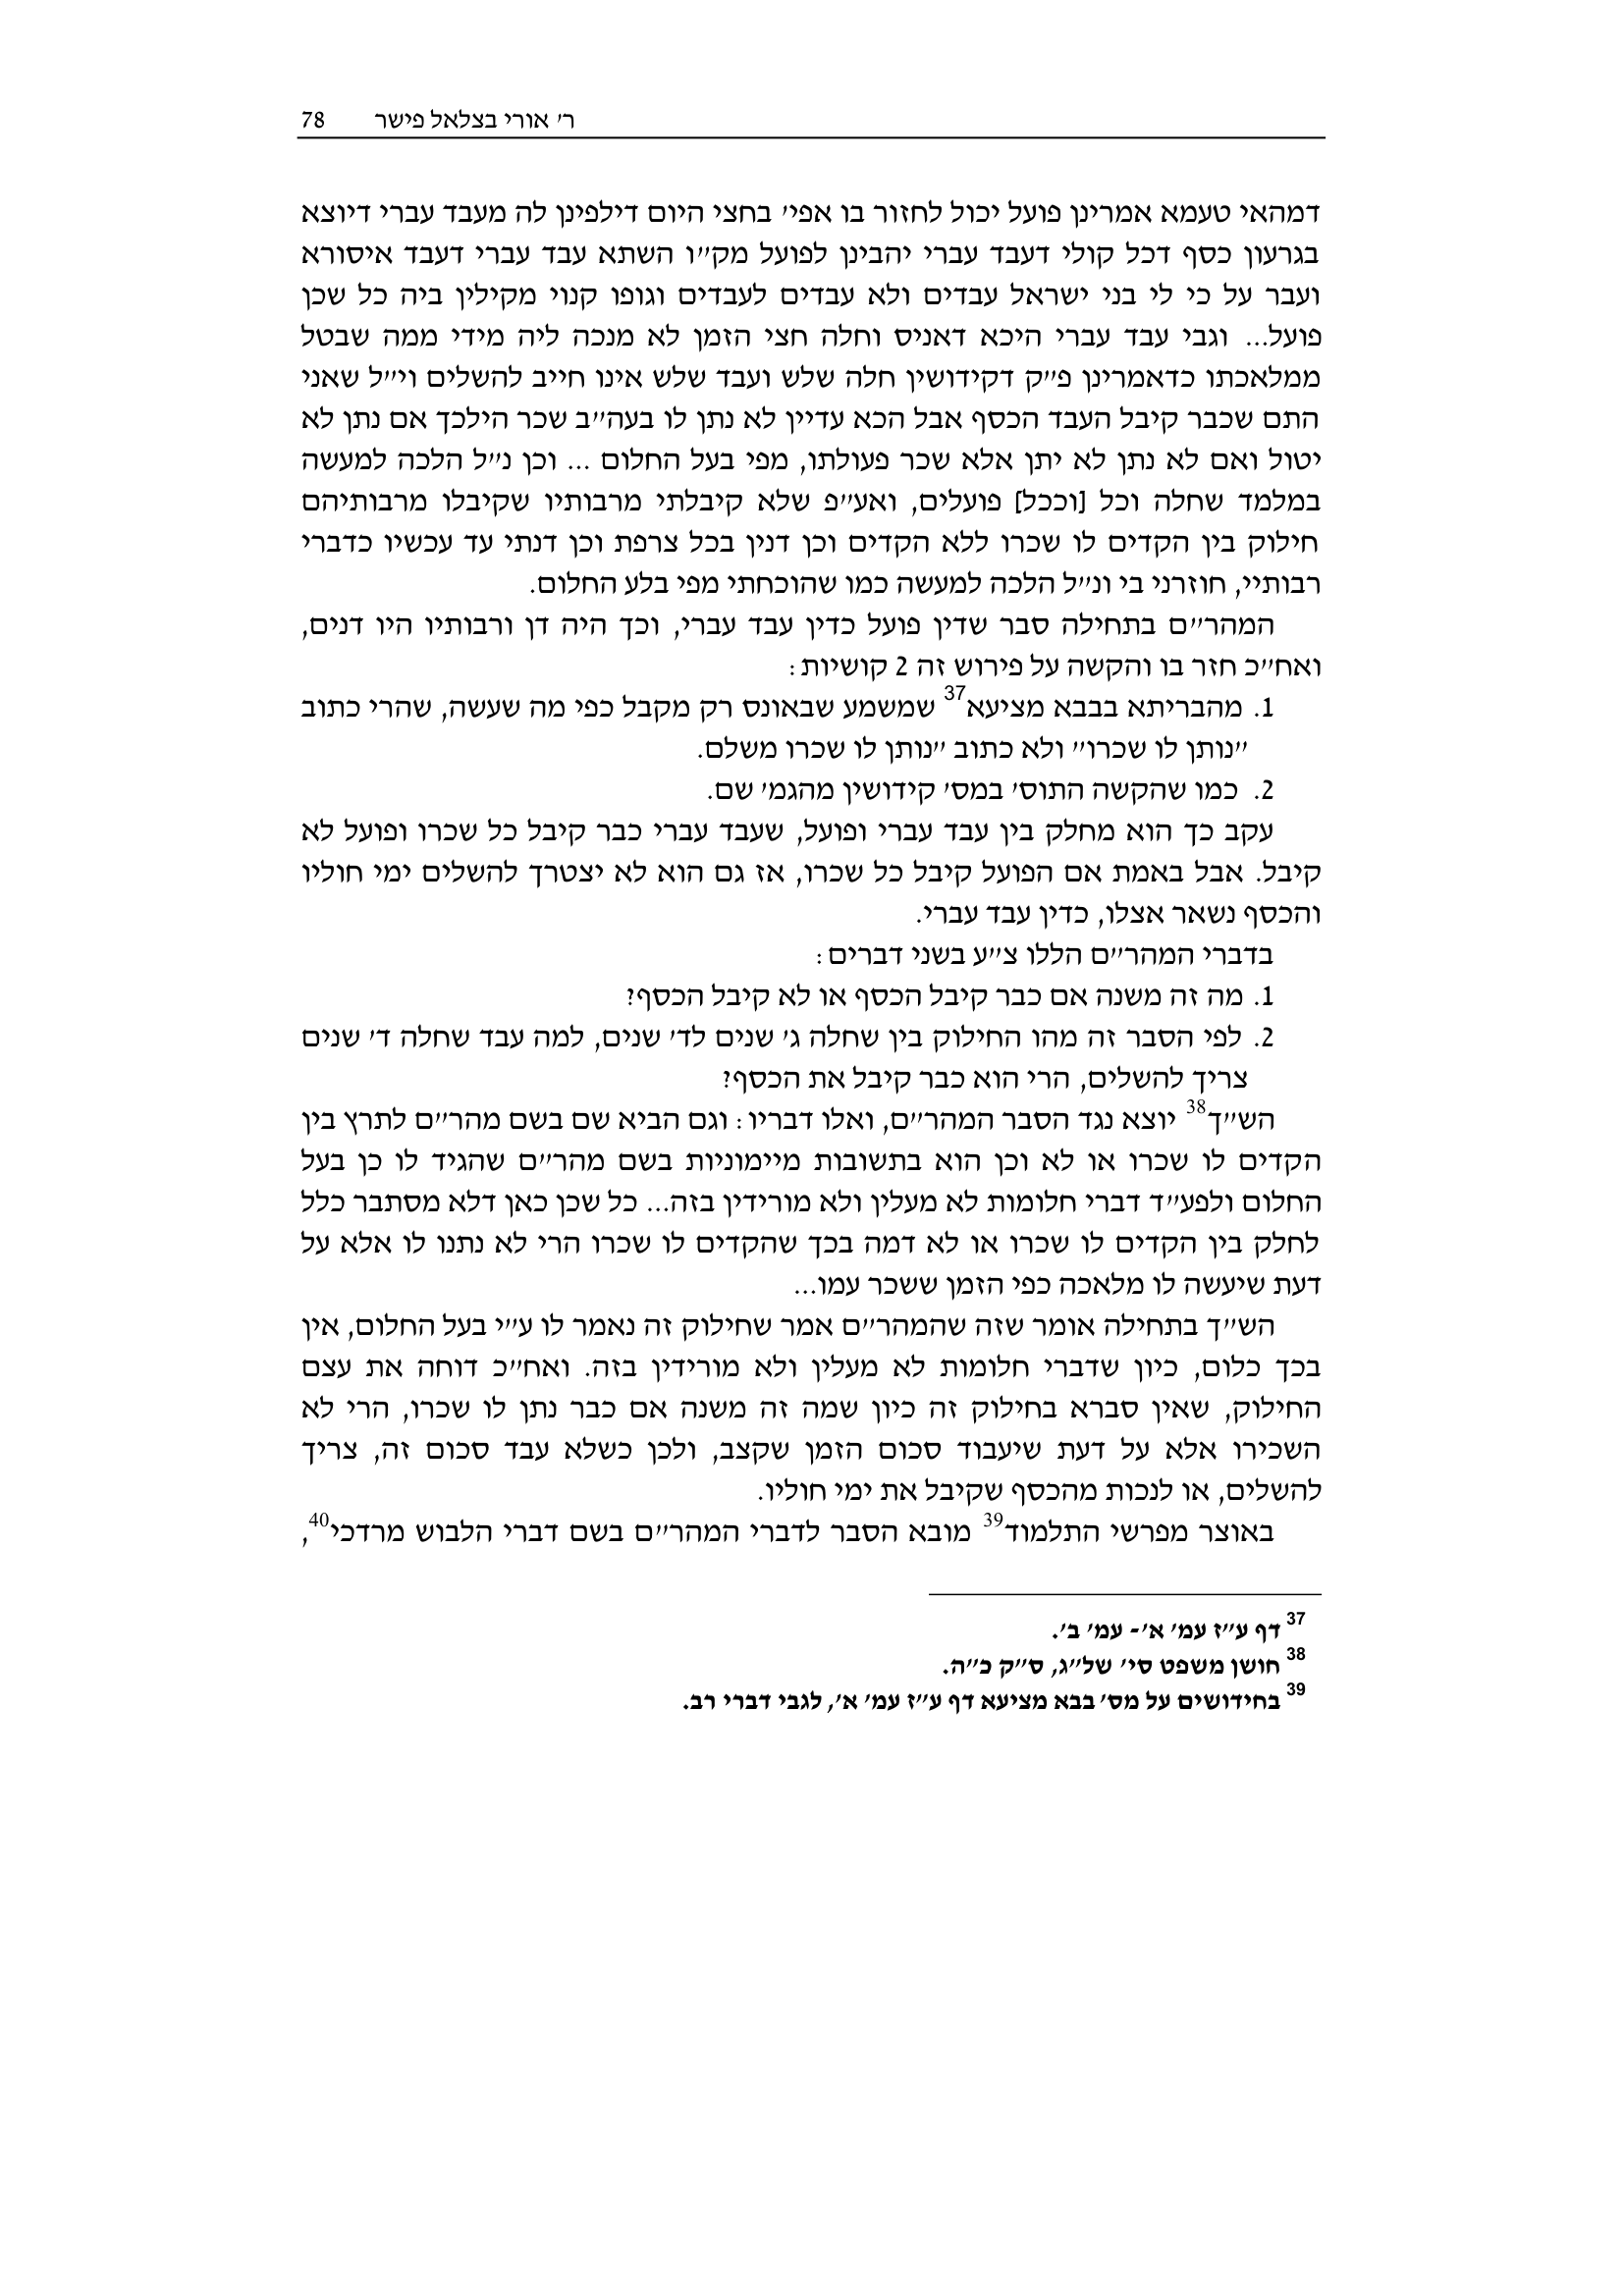 ר׳ אורי בצלאל פישר 78
דמהאי טעמא אמרינן פועל יכול לחזור בו אפי׳ בחצי היום דילפינן לה מעבד עברי דיוצא
בגרעון כסף דכל קולי דעבד עברי יהבינן לפועל מק״ו השתא עבד עברי דעבד איסורא
ועבר על כי לי בני ישראל עבדים ולא עבדים לעבדים וגופו קנוי מקילין ביה כל שכן
פועל... וגבי עבד עברי היכא דאניס וחלה חצי הזמן לא מנכה ליה מידי ממה שבטל
ממלאכתו כדאמרינן פ״ק דקידושין חלה שלש ועבד שלש אינו חייב להשלים וי״ל שאני
התם שכבר קיבל העבד הכסף אבל הכא עדיין לא נתן לו בעה״ב שכר הילכך אם נתן לא
יטול ואם לא נתן לא יתן אלא שכר פעולתו, מפי בעל החלום ... וכן נ״ל הלכה למעשה
במלמד שחלה וכל [וככל] פועלים, ואע״פ שלא קיבלתי מרבותיו שקיבלו מרבותיהם
חילוק בין הקדים לו שכרו ללא הקדים וכן דנין בכל צרפת וכן דנתי עד עכשיו כדברי
רבותיי, חוזרני בי ונ״ל הלכה למעשה כמו שהוכחתי מפי בלע החלום.
המהר״ם בתחילה סבר שדין פועל כדין עבד עברי, וכך היה דן ורבותיו היו דנים,
ואח״כ חזר בו והקשה על פירוש זה 2 קושיות:
1. מהבריתא בבבא מציעא37 שמשמע שבאונס רק מקבל כפי מה שעשה, שהרי כתוב
״נותן לו שכרו״ ולא כתוב ״נותן לו שכרו משלם.
2. כמו שהקשה התוס׳ במס׳ קידושין מהגמ׳ שם.
עקב כך הוא מחלק בין עבד עברי ופועל, שעבד עברי כבר קיבל כל שכרו ופועל לא
קיבל. אבל באמת אם הפועל קיבל כל שכרו, אז גם הוא לא יצטרך להשלים ימי חוליו
והכסף נשאר אצלו, כדין עבד עברי.
בדברי המהר״ם הללו צ״ע בשני דברים:
1. מה זה משנה אם כבר קיבל הכסף או לא קיבל הכסף?
2. לפי הסבר זה מהו החילוק בין שחלה ג׳ שנים לד׳ שנים, למה עבד שחלה ד׳ שנים
צריך להשלים, הרי הוא כבר קיבל את הכסף?
הש״ך38 יוצא נגד הסבר המהר״ם, ואלו דבריו: וגם הביא שם בשם מהר״ם לתרץ בין
הקדים לו שכרו או לא וכן הוא בתשובות מיימוניות בשם מהר״ם שהגיד לו כן בעל
החלום ולפע״ד דברי חלומות לא מעלין ולא מורידין בזה... כל שכן כאן דלא מסתבר כלל
לחלק בין הקדים לו שכרו או לא דמה בכך שהקדים לו שכרו הרי לא נתנו לו אלא על
דעת שיעשה לו מלאכה כפי הזמן ששכר עמו...
הש״ך בתחילה אומר שזה שהמהר״ם אמר שחילוק זה נאמר לו ע״י בעל החלום, אין
בכך כלום, כיון שדברי חלומות לא מעלין ולא מורידין בזה. ואח״כ דוחה את עצם
החילוק, שאין סברא בחילוק זה כיון שמה זה משנה אם כבר נתן לו שכרו, הרי לא
השכירו אלא על דעת שיעבוד סכום הזמן שקצב, ולכן כשלא עבד סכום זה, צריך
להשלים, או לנכות מהכסף שקיבל את ימי חוליו.
באוצר מפרשי התלמוד39 מובא הסבר לדברי המהר״ם בשם דברי הלבוש מרדכי40,
37 דף ע״ז עמ׳ א׳- עמ׳ ב׳.
38 חושן משפט סי׳ של״ג, ס״ק כ״ה.
39 בחידושים על מס׳ בבא מציעא דף ע״ז עמ׳ א׳, לגבי דברי רב.